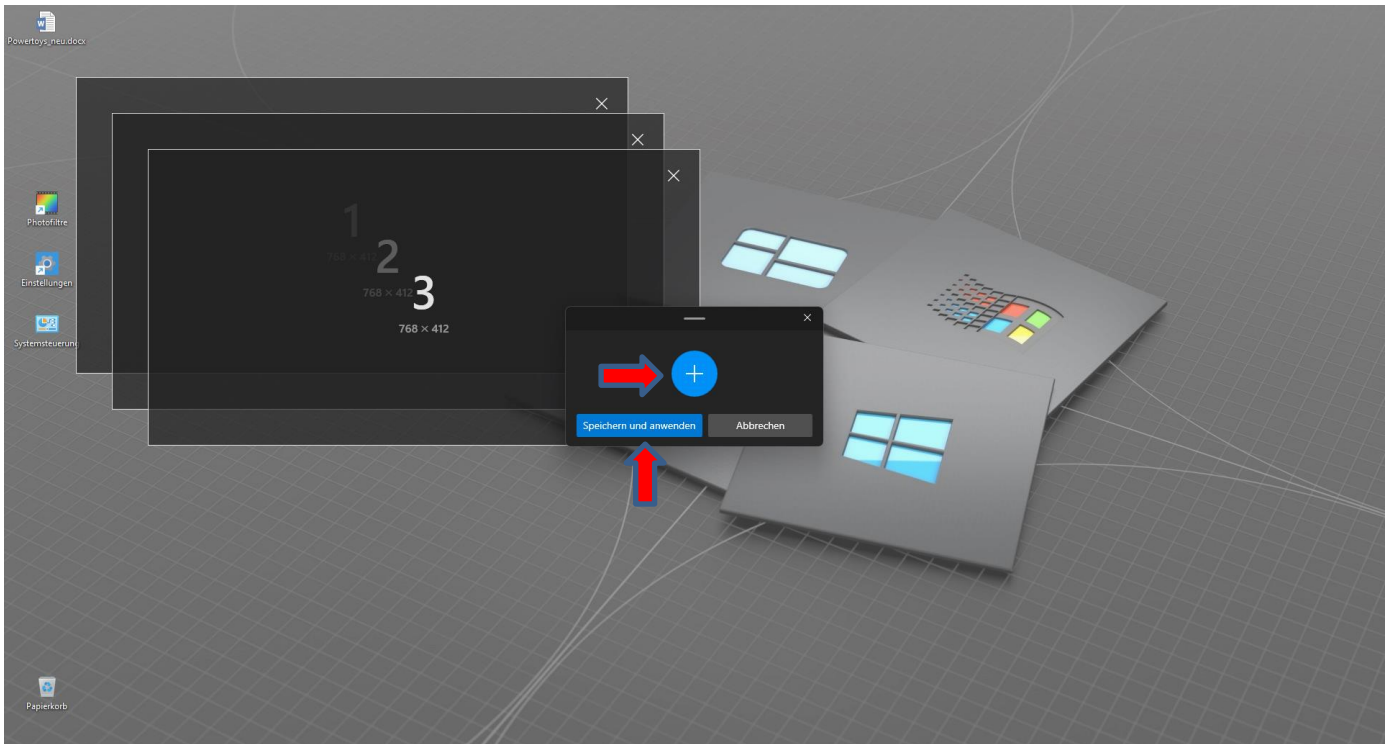 Powertoys_neu.docx
1
768 × 412
2
768 × 412
3
768 × 412
Photofiltre
Einstellungen
Systemsteuerung
Speichern und anwenden
Abbrechen
Papierkorb